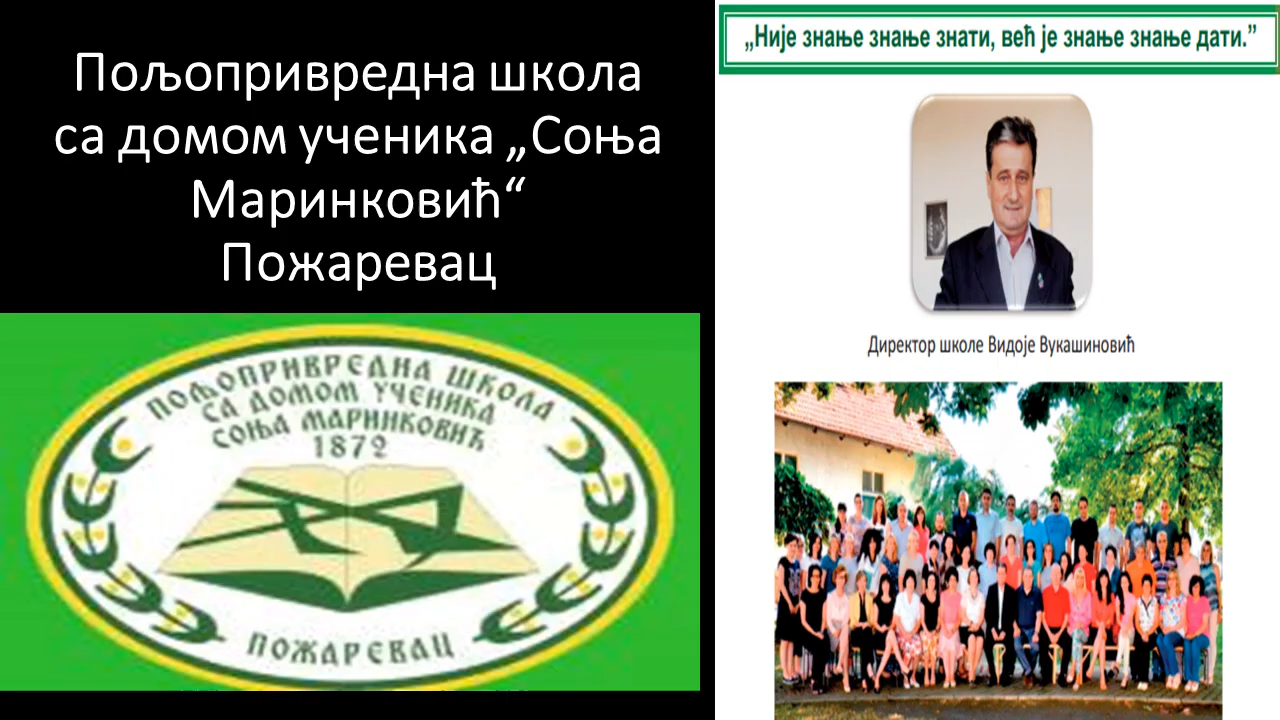 Пољопривредна школа
са домом ученика „Соња
Маринковић“
Пожаревац
ПОЉОПРИВРЕДНА ШКОЛА
СА ДОМОМ УЧЕНИКА
СОЊА МАРИНКОВИЋ
1872
ПОЖАРЕВАЦ
„Није знање знање знати, већ је знање знање дати.”
Директор школе Видоје Вукашиновић